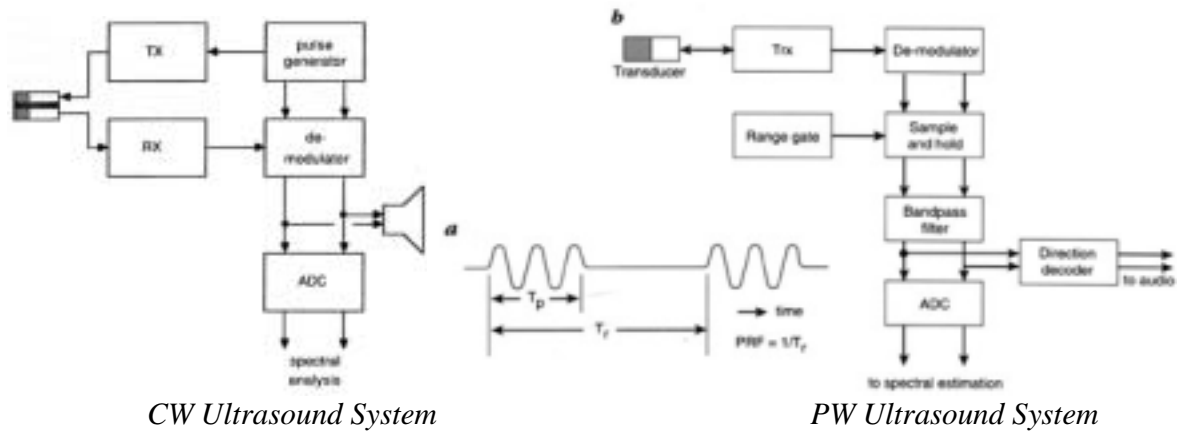 TX
pulse
generator
RX
de-
modulator
ADC
spectral
analysis
CW Ultrasound System
a
Tp
Tr
time
PRF = 1/Tr
b
Transducer
Trx
De-modulator
Range gate
Sample
and hold
Bandpass
filter
Direction
decoder
to audio
ADC
to spectral estimation
PW Ultrasound System